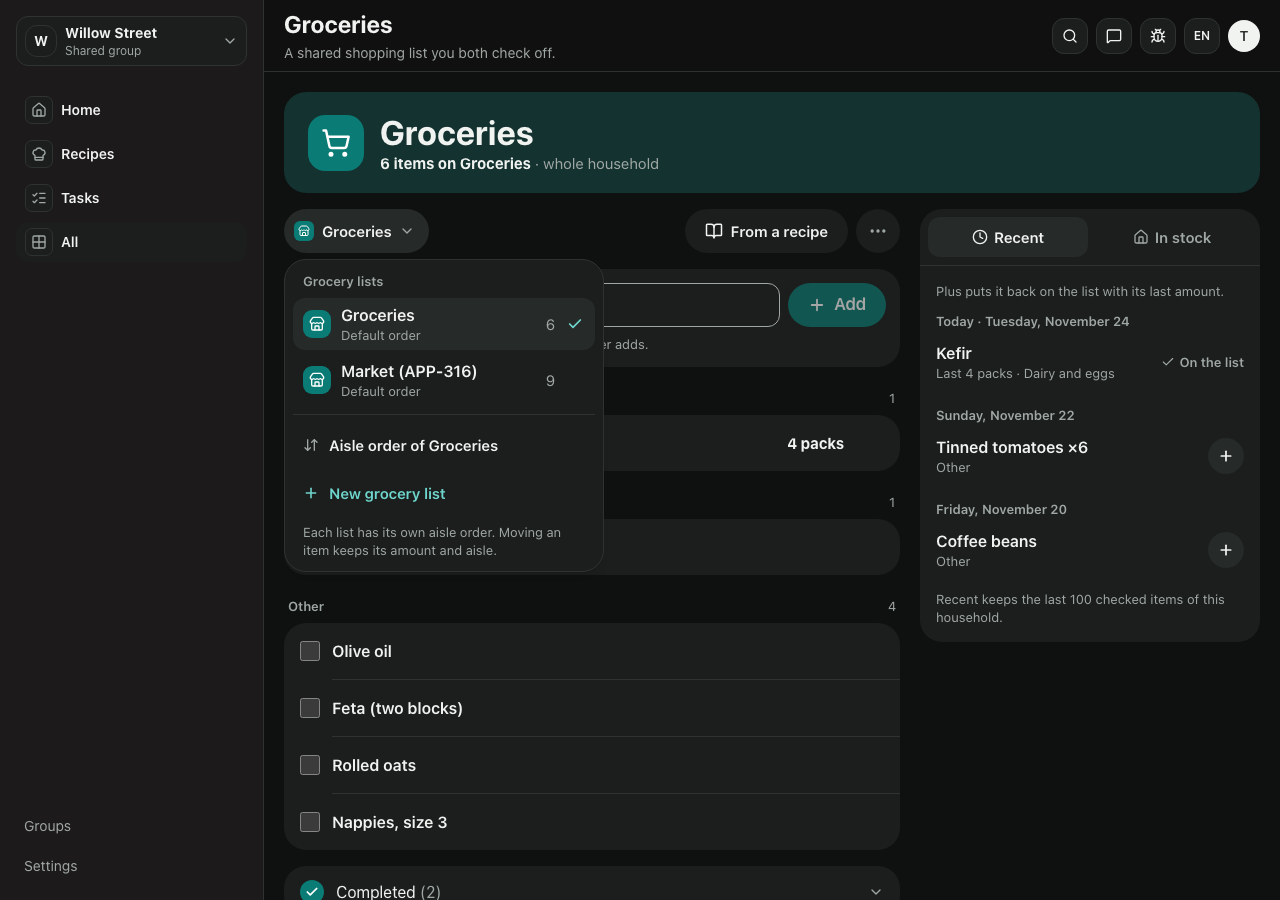 W
Willow Street
Shared group
Home
Recipes
Tasks
All
Groups
Settings
Groceries
A shared shopping list you both check off.
EN
T
Groceries
6 items on Groceries · whole household
Groceries
From a recipe
Grocery lists
Groceries
Default order
6
Market (APP-316)
Default order
9
Aisle order of Groceries
New grocery list
Each list has its own aisle order. Moving an
item keeps its amount and aisle.
Add
adds.
1
4 packs
1
Other
4
Olive oil
Feta (two blocks)
Rolled oats
Nappies, size 3
Completed (2)
Recent
In stock
Plus puts it back on the list with its last amount.
Today · Tuesday, November 24
Kefir
Last 4 packs · Dairy and eggs
On the list
Sunday, November 22
Tinned tomatoes ×6
Other
Friday, November 20
Coffee beans
Other
Recent keeps the last 100 checked items of this
household.